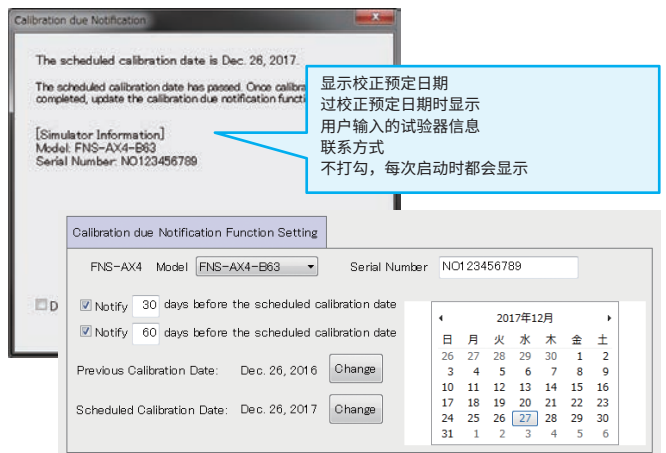 Calibration due Notification
The scheduled calibration date is Dec. 26, 2017.
The scheduled calibration date has passed. Once calibra
completed, update the calibration due notification functi
[Simulator Information]
Model: FNS-AX4-B63
Serial Number: NO123456789
显示校正预定日期
过校正预定日期时显示
用户输入的试验器信息
联系方式
不打勾，每次启动时都会显示
D
Calibration due Notification Function Setting
FNS-AX4 Model FNS-AX4-B63 Serial Number NO123456789
Notify 30 days before the scheduled calibration date
Notify 60 days before the scheduled calibration date
Previous Calibration Date: Dec. 26, 2016 Change
Scheduled Calibration Date: Dec. 26, 2017 Change
2017年12月
日 月 火 水 木 金 土
26 27 28 29 30 1 2
3 4 5 6 7 8 9
10 11 12 13 14 15 16
17 18 19 20 21 22 23
24 25 26 27 28 29 30
31 1 2 3 4 5 6